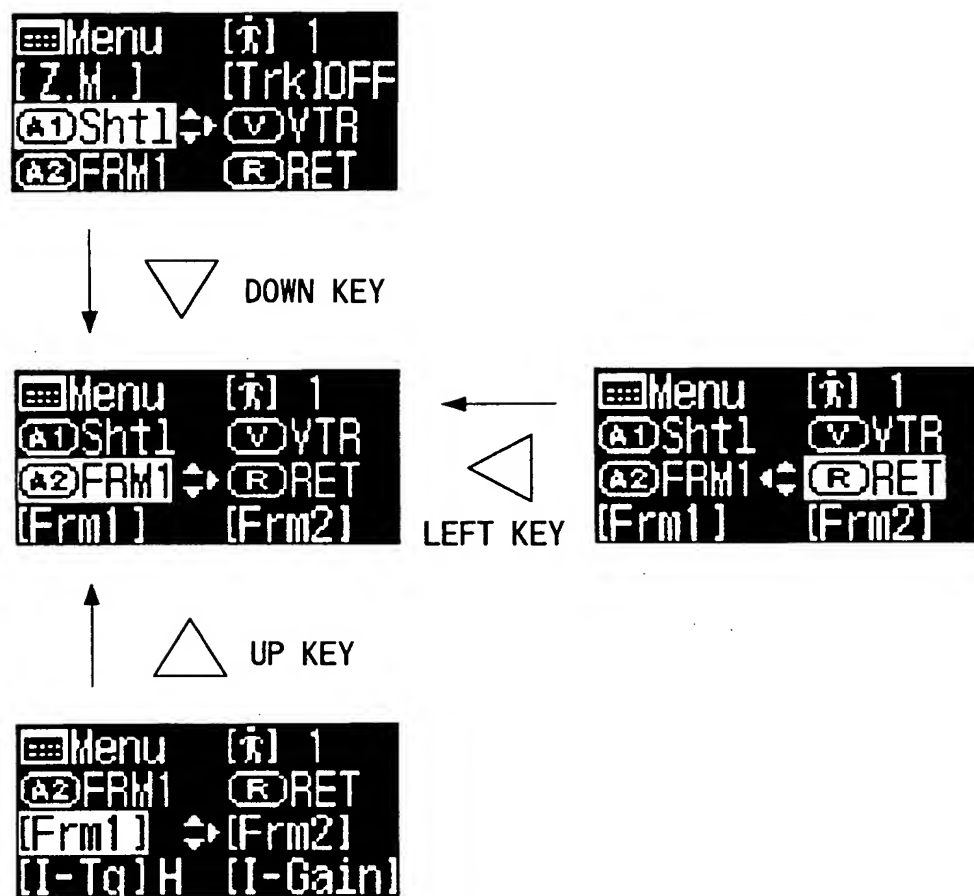 Menu [] 1
[Z.M.] [Trk]OFF
A1 Shtl V VTR
A2 FRM1 R RET
DOWN KEY
Menu [] 1
A1 Shtl V VTR
A2 FRM1 R RET
[Frm1] [Frm2]
LEFT KEY
Menu [] 1
A1 Shtl V VTR
A2 FRM1 R RET
[Frm1] [Frm2]
UP KEY
Menu [] 1
A2 FRM1 R RET
[Frm1] [Frm2]
[I-Tg]H [I-Gain]